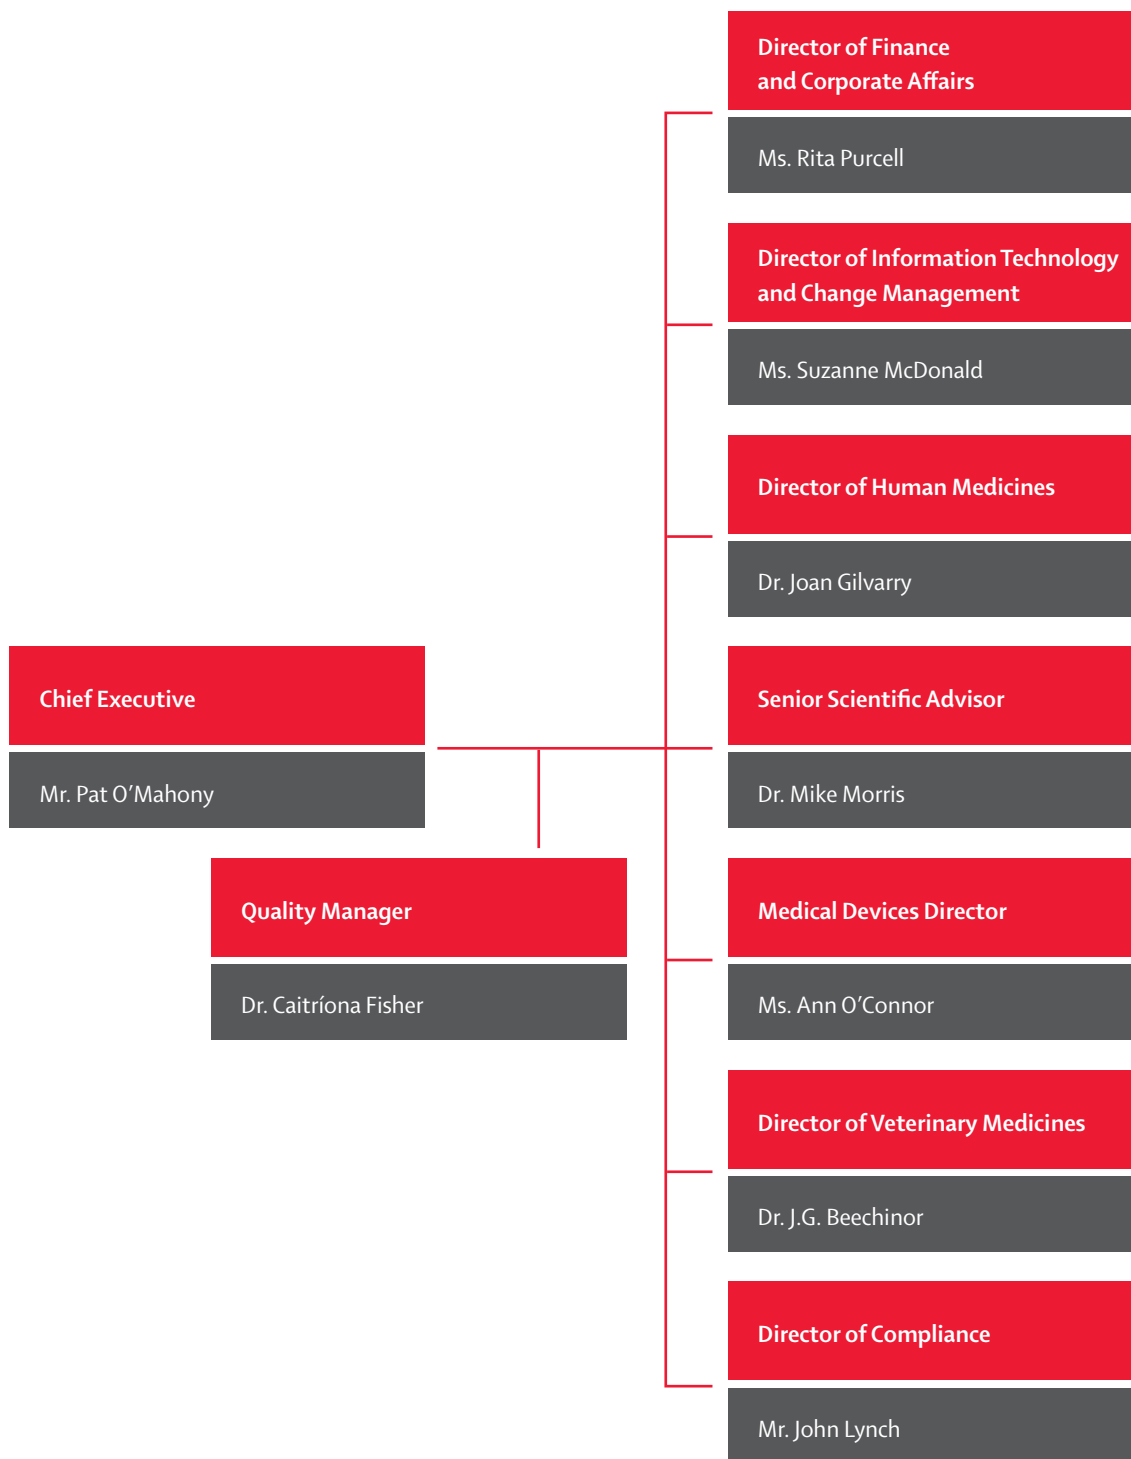 Director of Finance
and Corporate Affairs
Ms. Rita Purcell
Director of Information Technology
and Change Management
Ms. Suzanne McDonald
Director of Human Medicines
Dr. Joan Gilvarry
Chief Executive
Mr. Pat O’Mahony
Senior Scientific Advisor
Dr. Mike Morris
Quality Manager
Dr. Caitríona Fisher
Medical Devices Director
Ms. Ann O’Connor
Director of Veterinary Medicines
Dr. J.G. Beechinor
Director of Compliance
Mr. John Lynch